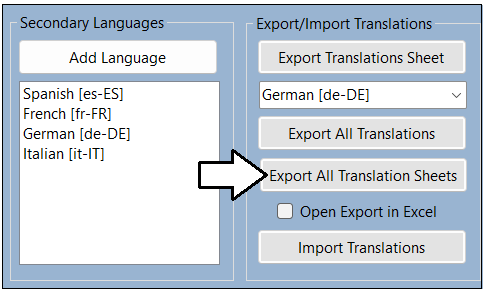 Secondary Languages
Add Language
Spanish [es-ES]
French [fr-FR]
German [de-DE]
Italian [it-IT]
Export/Import Translations
Export Translations Sheet
German [de-DE]
Export All Translations
Export All Translation Sheets
Open Export in Excel
Import Translations